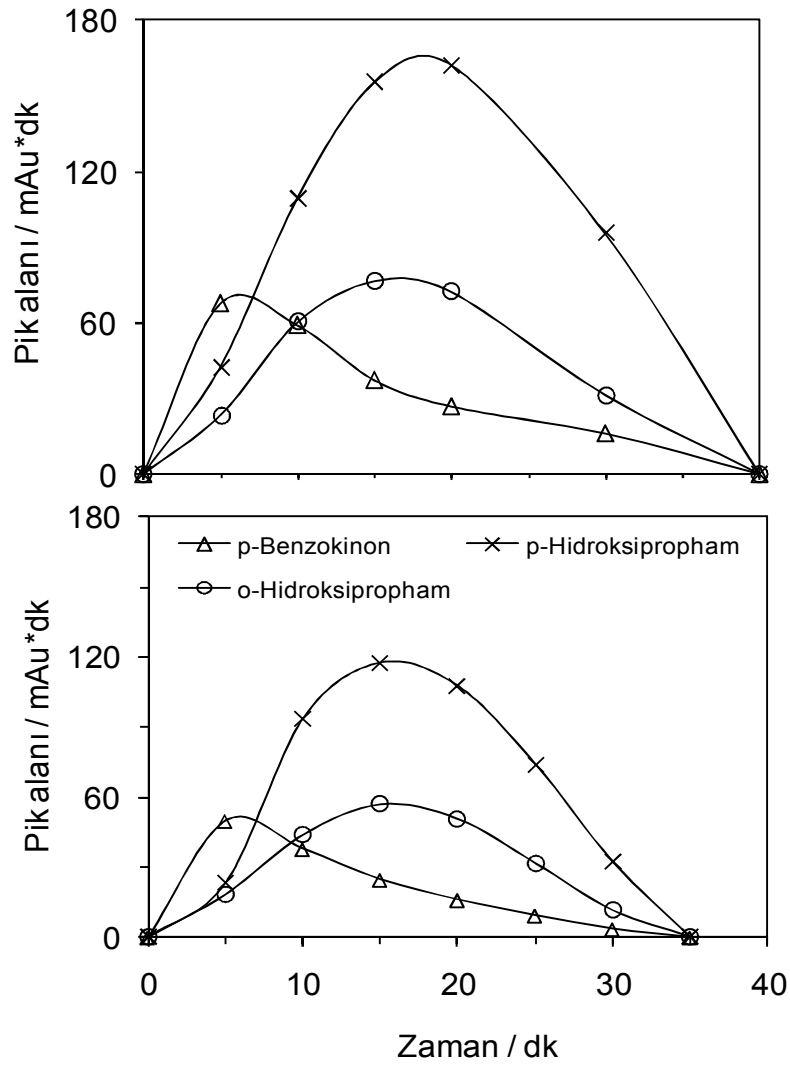 180
120
60
0
Pik alanı / mAu*dk
180
120
60
0
Pik alanı / mAu*dk
p-Benzokinon
p-Hidroksipropham
o-Hidroksipropham
0 10 20 30 40
Zaman / dk